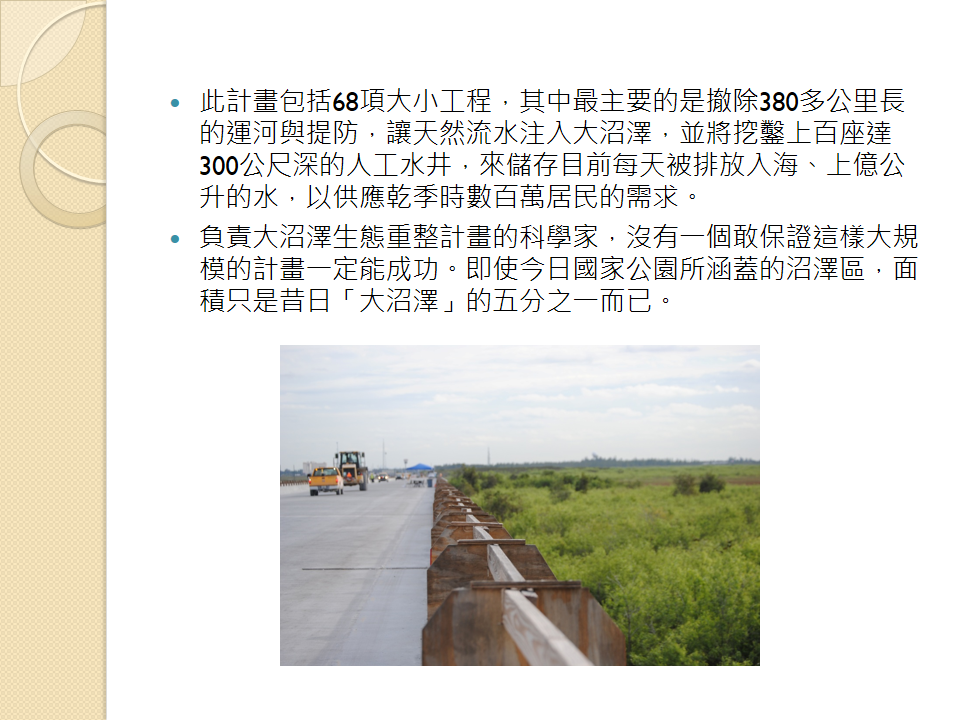 • 此計畫包括68項大小工程，其中最主要的是撤除380多公里長
的運河與提防，讓天然流水注入大沼澤，並將挖鑿上百座達
300公尺深的人工水井，來儲存目前每天被排放入海、上億公
升的水，以供應乾季時數百萬居民的需求。
• 負責大沼澤生態重整計畫的科學家，沒有一個敢保證這樣大規
模的計畫一定能成功。即使今日國家公園所涵蓋的沼澤區，面
積只是昔日「大沼澤」的五分之一而已。